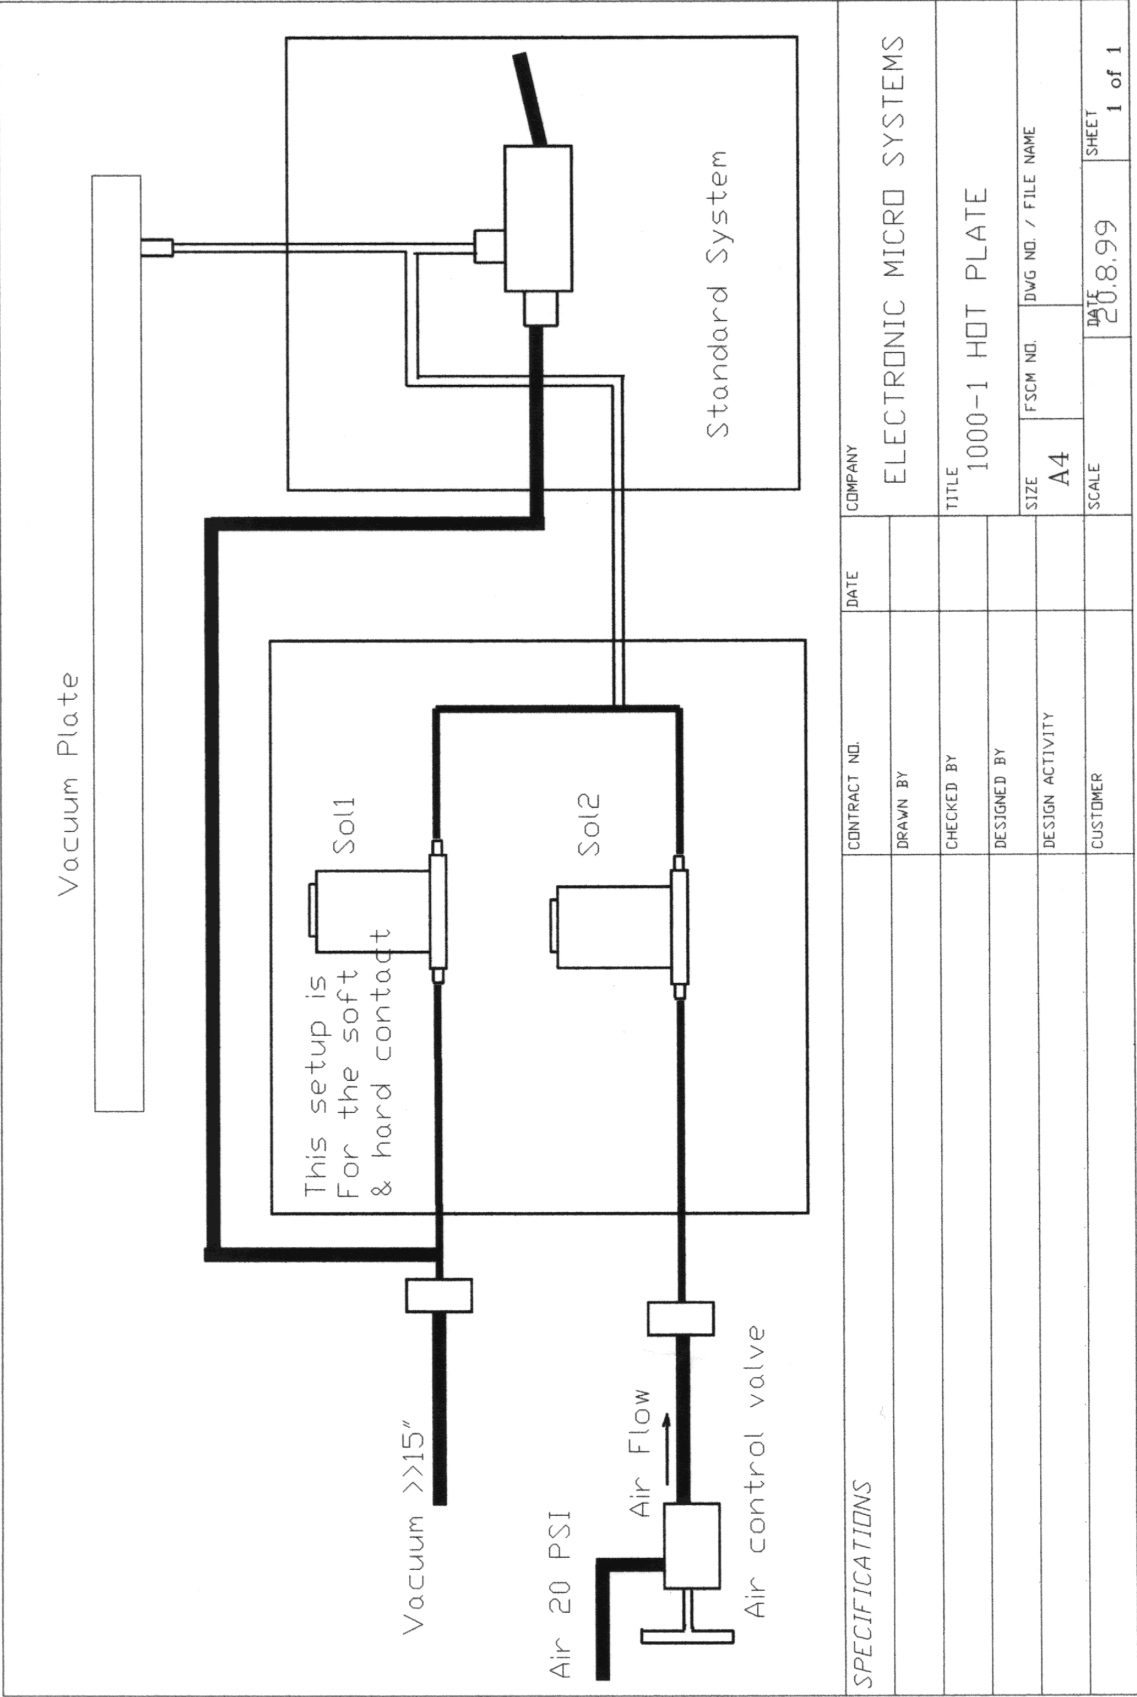 Vacuum Plate
This setup is
For the soft
& hard contact
Sol1
Sol2
Standard System
Vacuum >>15"
Air 20 PSI
Air Flow
Air control valve
SPECIFICATIONS
CONTRACT NO.
DATE
DRAWN BY
CHECKED BY
DESIGNED BY
DESIGN ACTIVITY
CUSTOMER
COMPANY
ELECTRONIC MICRO SYSTEMS
TITLE
1000-1 HOT PLATE
SIZE
A4
FSCM NO.
DWG NO. / FILE NAME
SCALE
DATE
20.8.99
SHEET
1 of 1